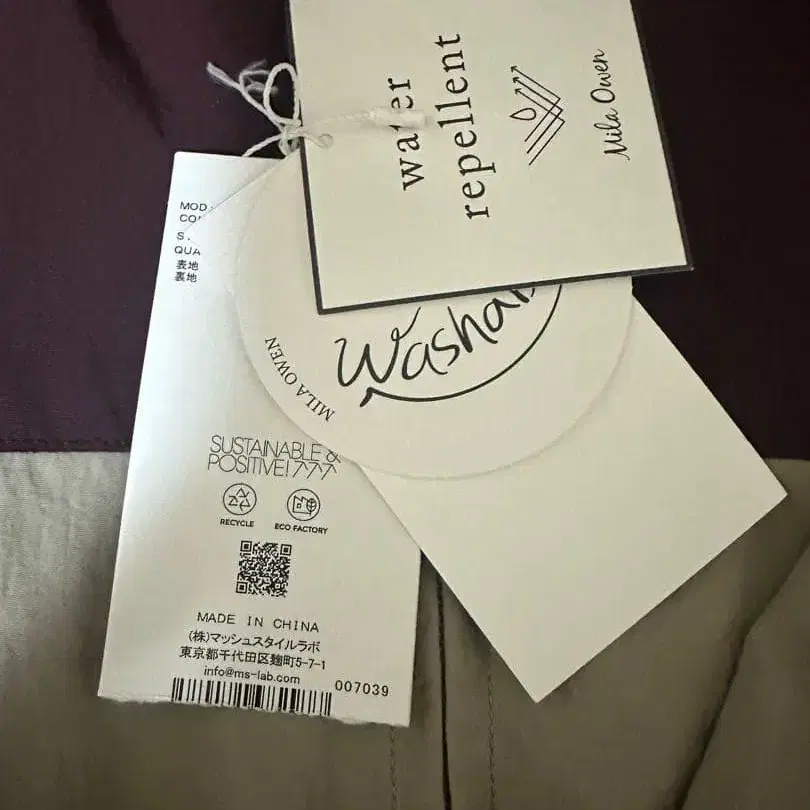 water
repellent
Mila Owen
Washab
MILA OWEN
MOD
CO
S
QUA
表地
裏地
SUSTAINABLE &
POSITIVE! 777
RECYCLE
ECO FACTORY
MADE IN CHINA
(株)マッシュスタイルラボ
東京都千代田区麹町5-7-1
info@ms-lab.com
007039